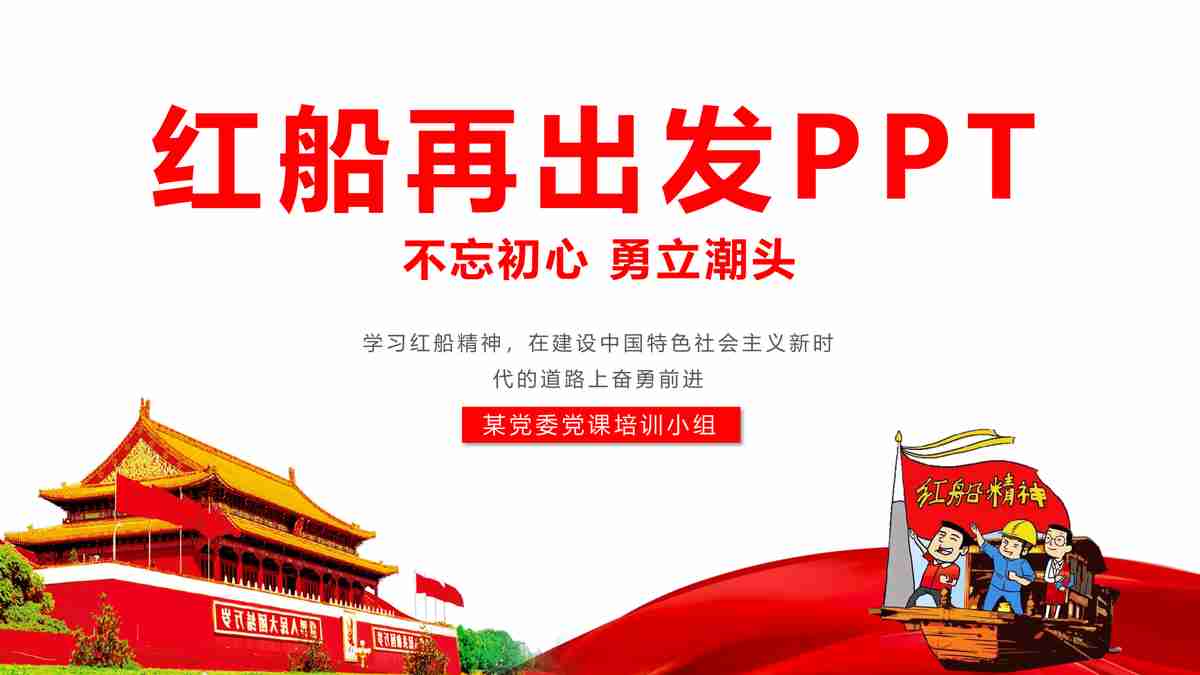 红船再出发PPT
不忘初心 勇立潮头
学习红船精神，在建设中国特色社会主义新时
代的道路上奋勇前进
某党委党课培训小组
红船精神